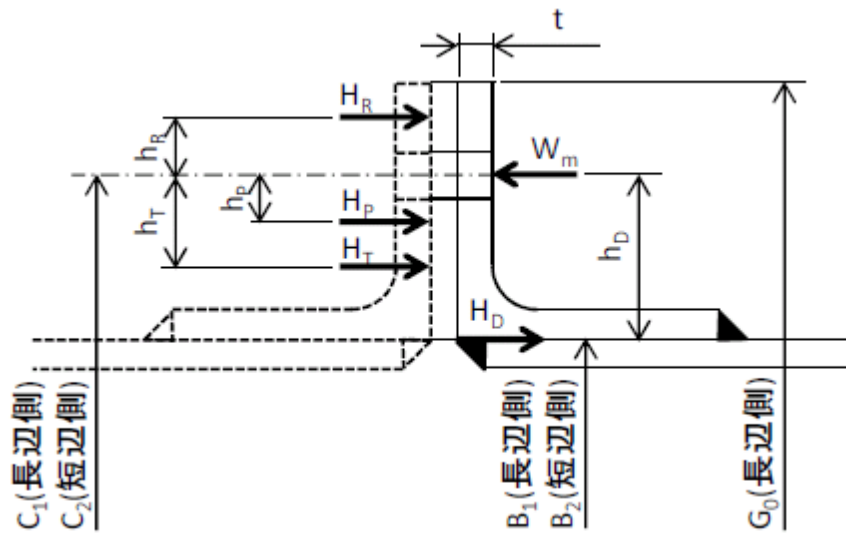 t
H_R
h_R
W_m
h_P
h_T
H_P
H_T
h_D
H_D
C_1(長辺側)
C_2(短辺側)
B_1(長辺側)
B_2(短辺側)
G_0(長辺側)